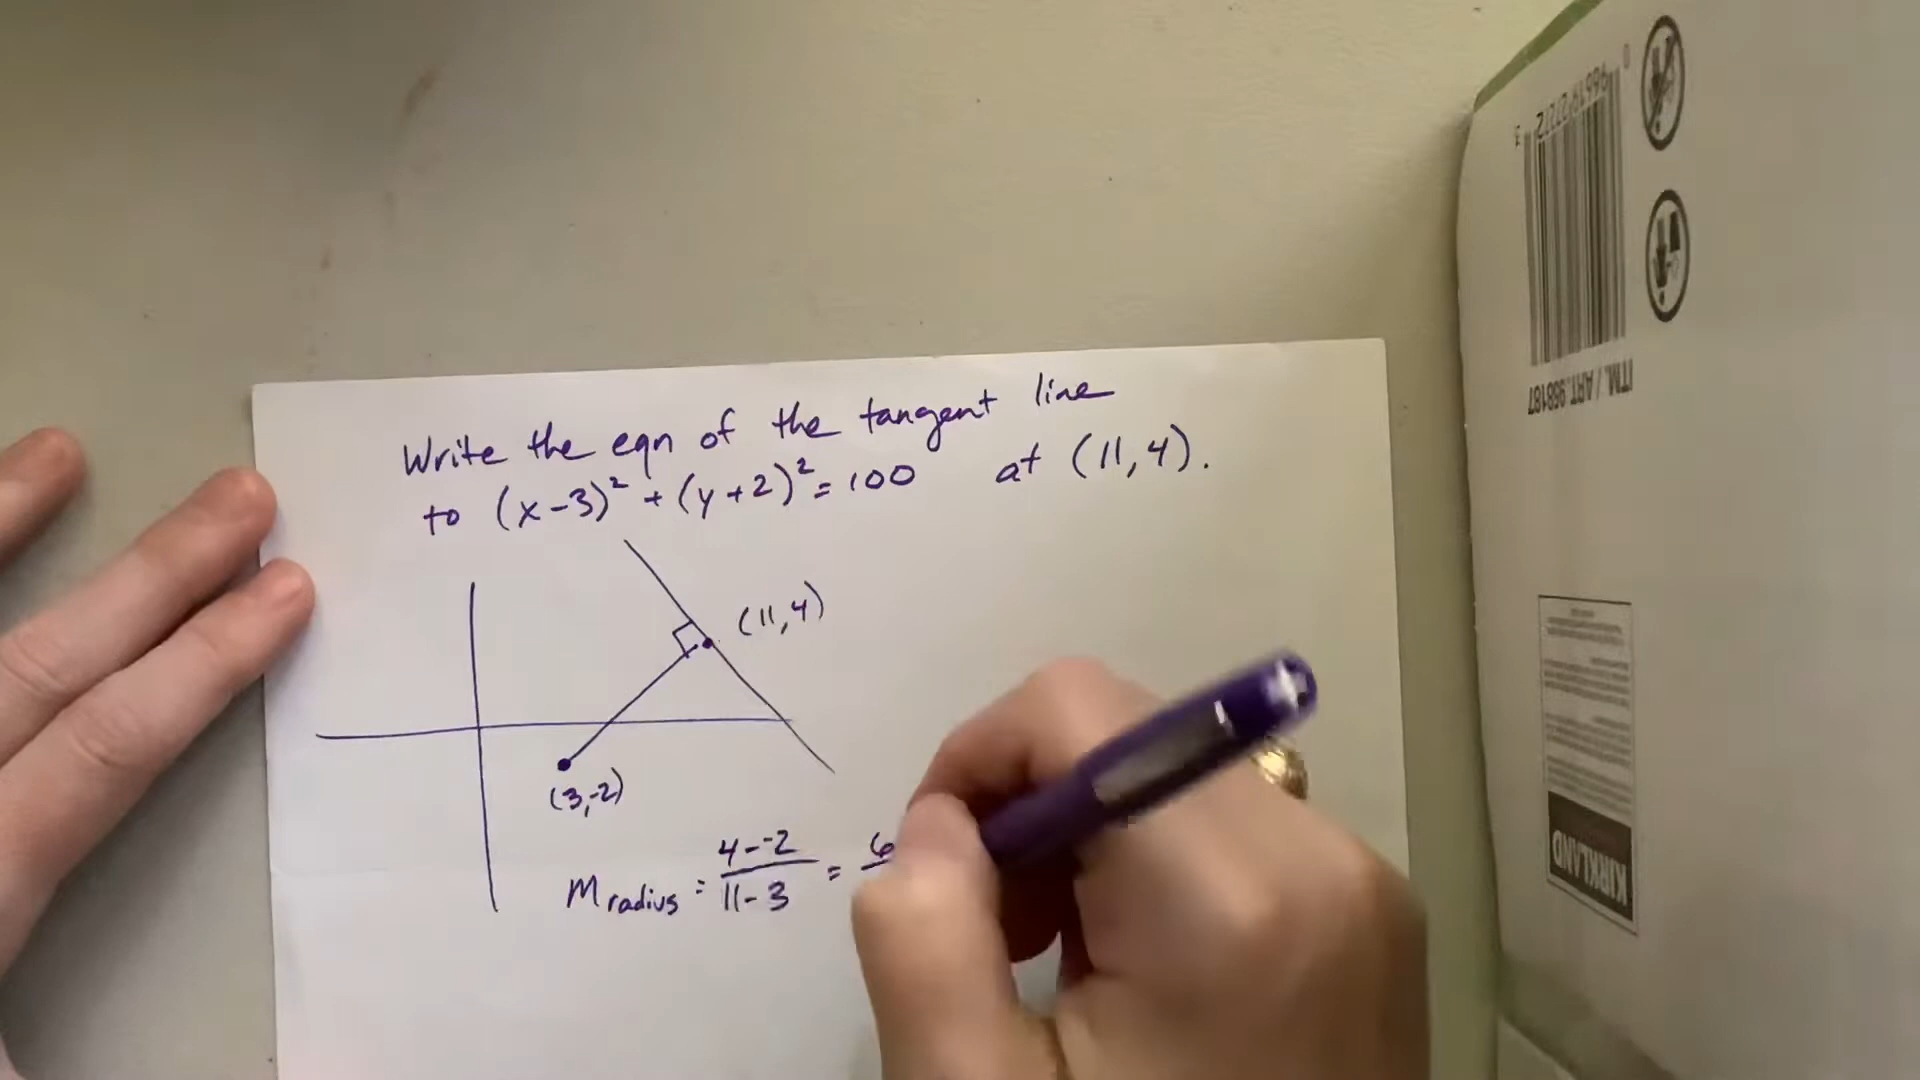 Write the eqn of the tangent line
to (x-3)² + (y+2)² = 100 at (11,4).
(11,4)
(3,-2)
m radius = 4--2 / 11-3 = 6
ITM. / ART. 968187
KIRKLAND